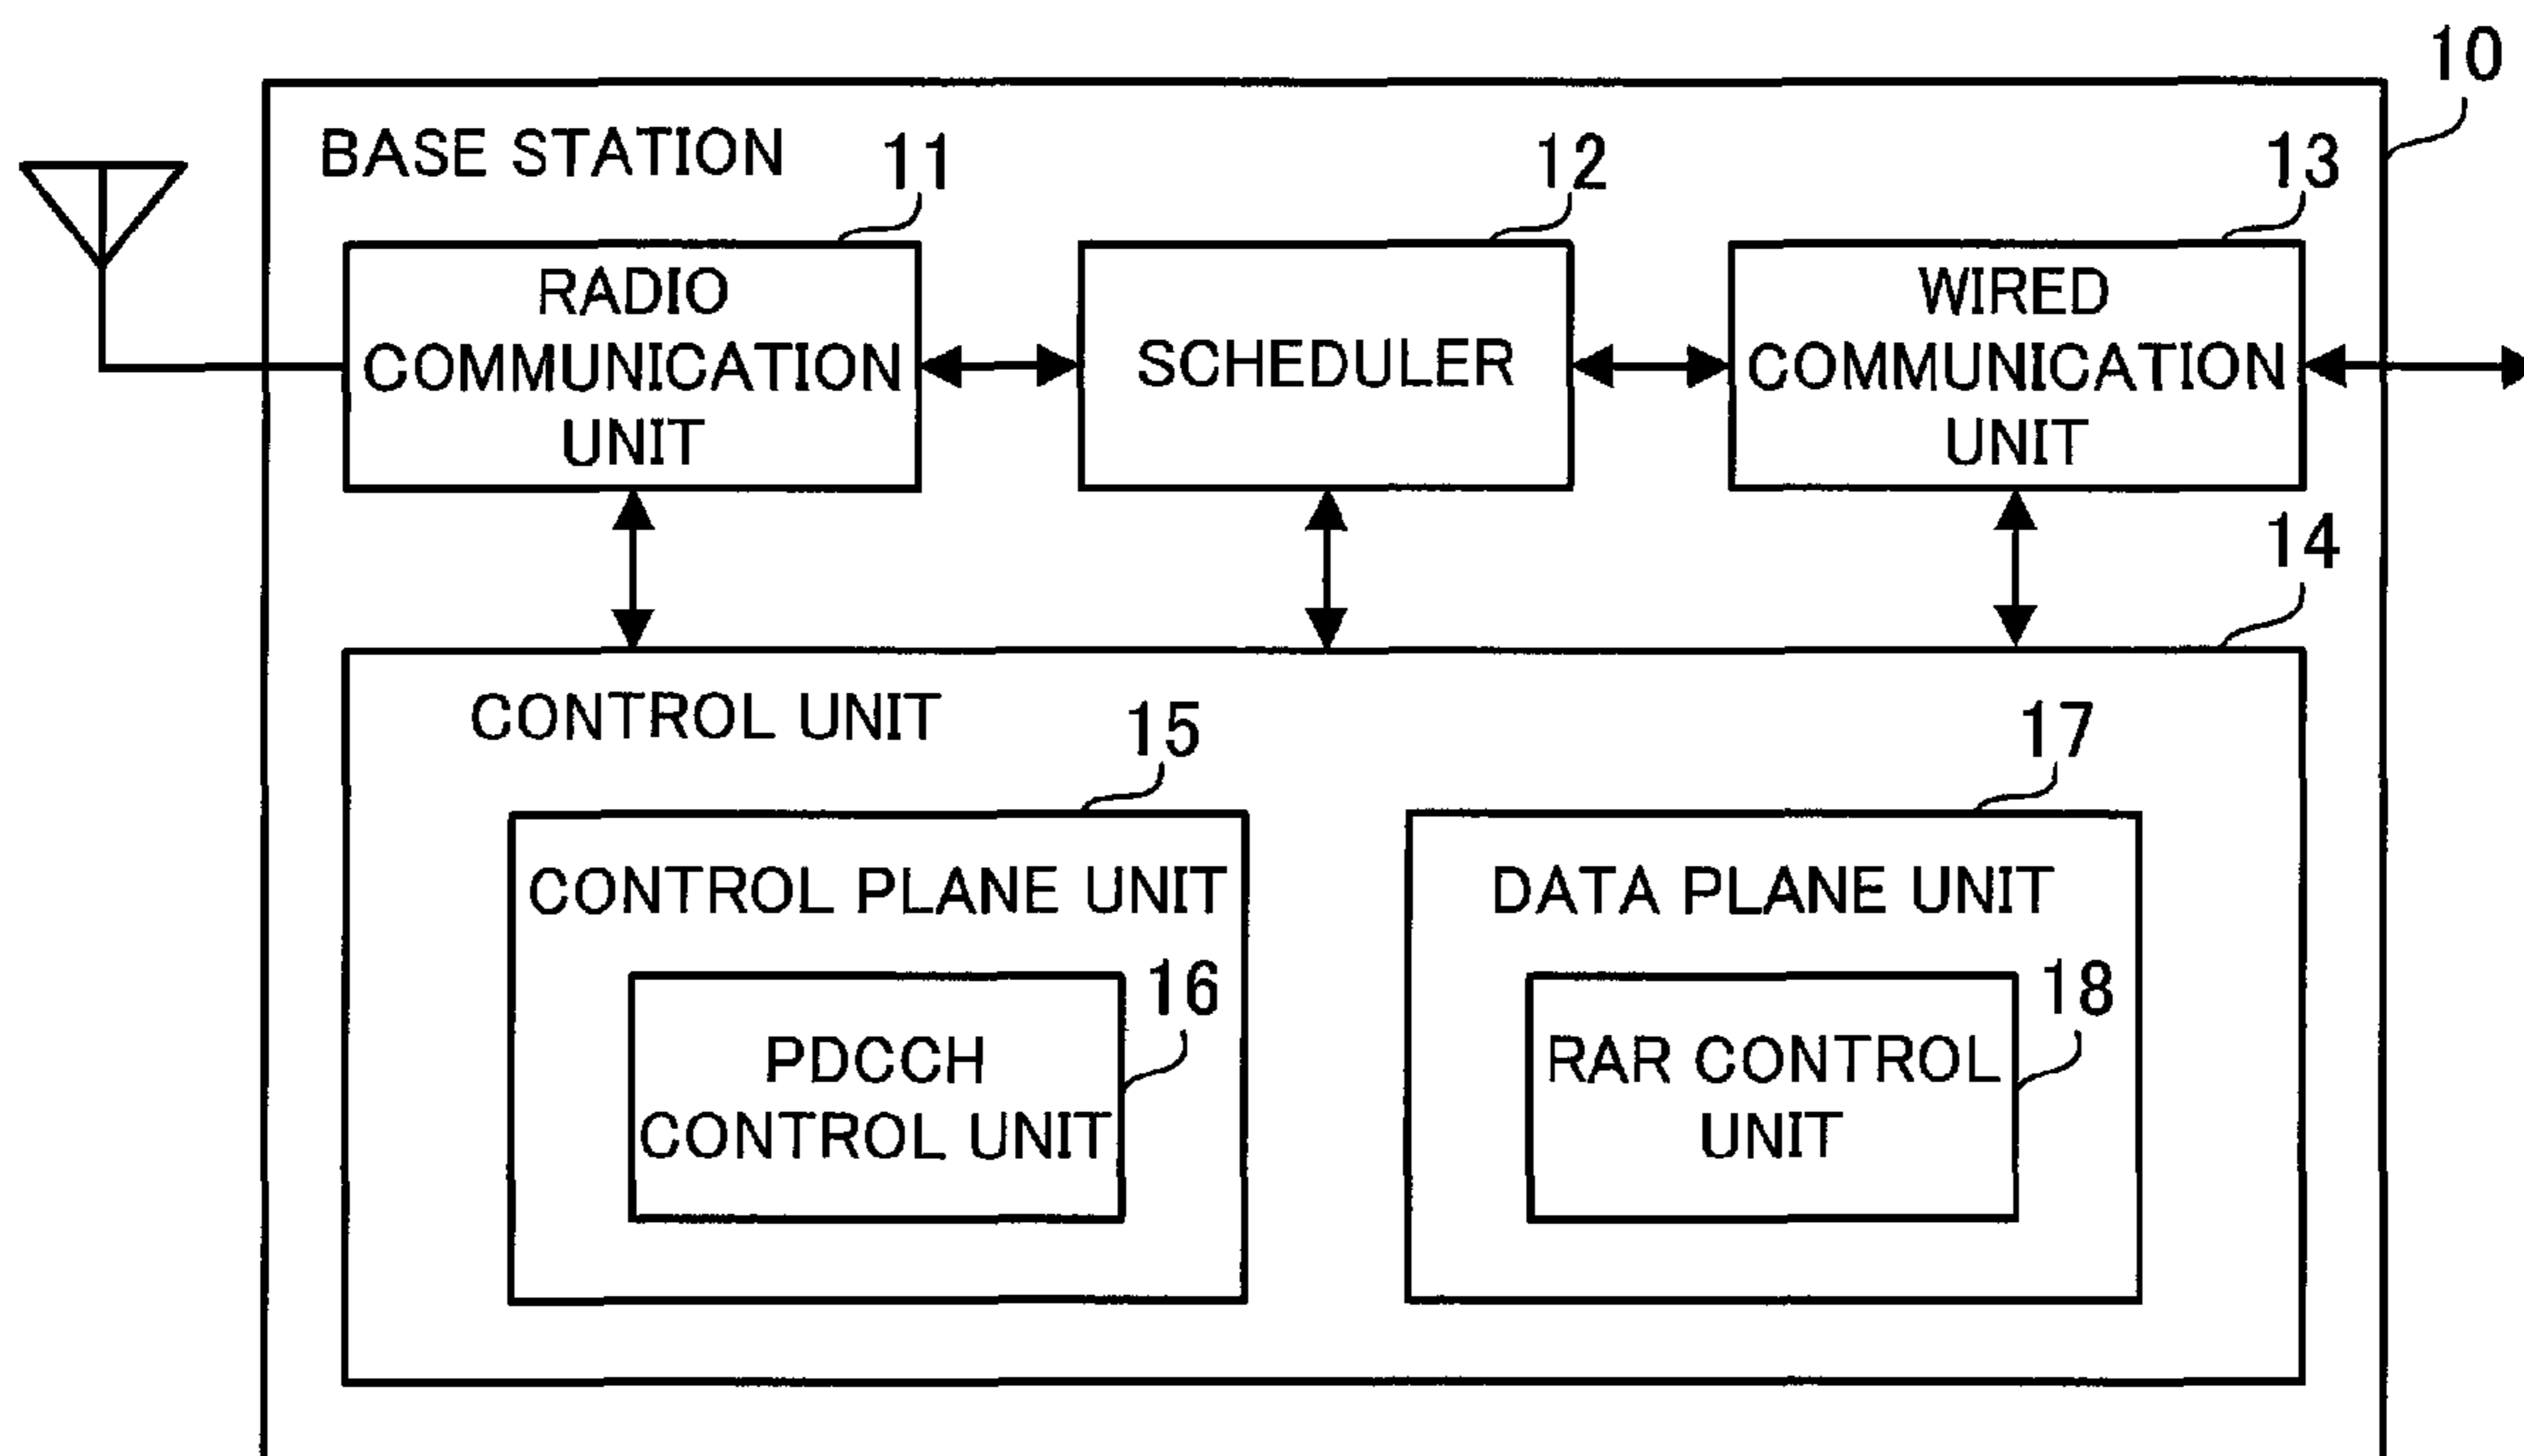 10
BASE STATION
11
12
13
RADIO
COMMUNICATION
UNIT
SCHEDULER
WIRED
COMMUNICATION
UNIT
14
CONTROL UNIT
15
17
CONTROL PLANE UNIT
DATA PLANE UNIT
16
18
PDCCH
CONTROL UNIT
RAR CONTROL
UNIT